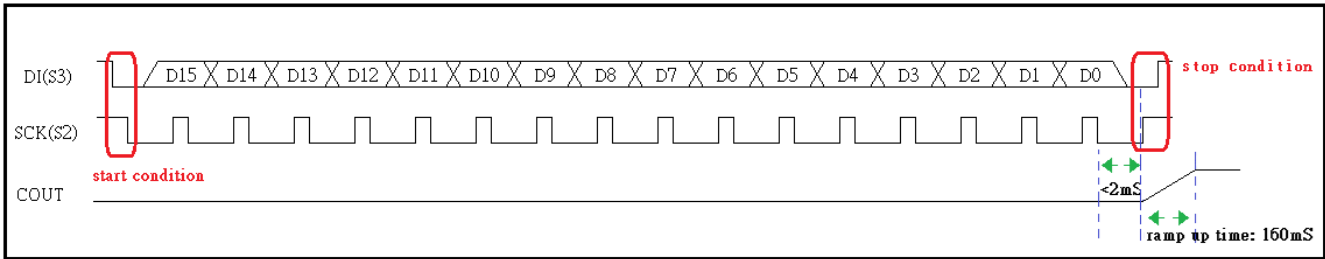 DI(S3) D15 D14 D13 D12 D11 D10 D9 D8 D7 D6 D5 D4 D3 D2 D1 D0 stop condition
SCK(S2)
start condition
COUT
<2mS
ramp up time: 160mS